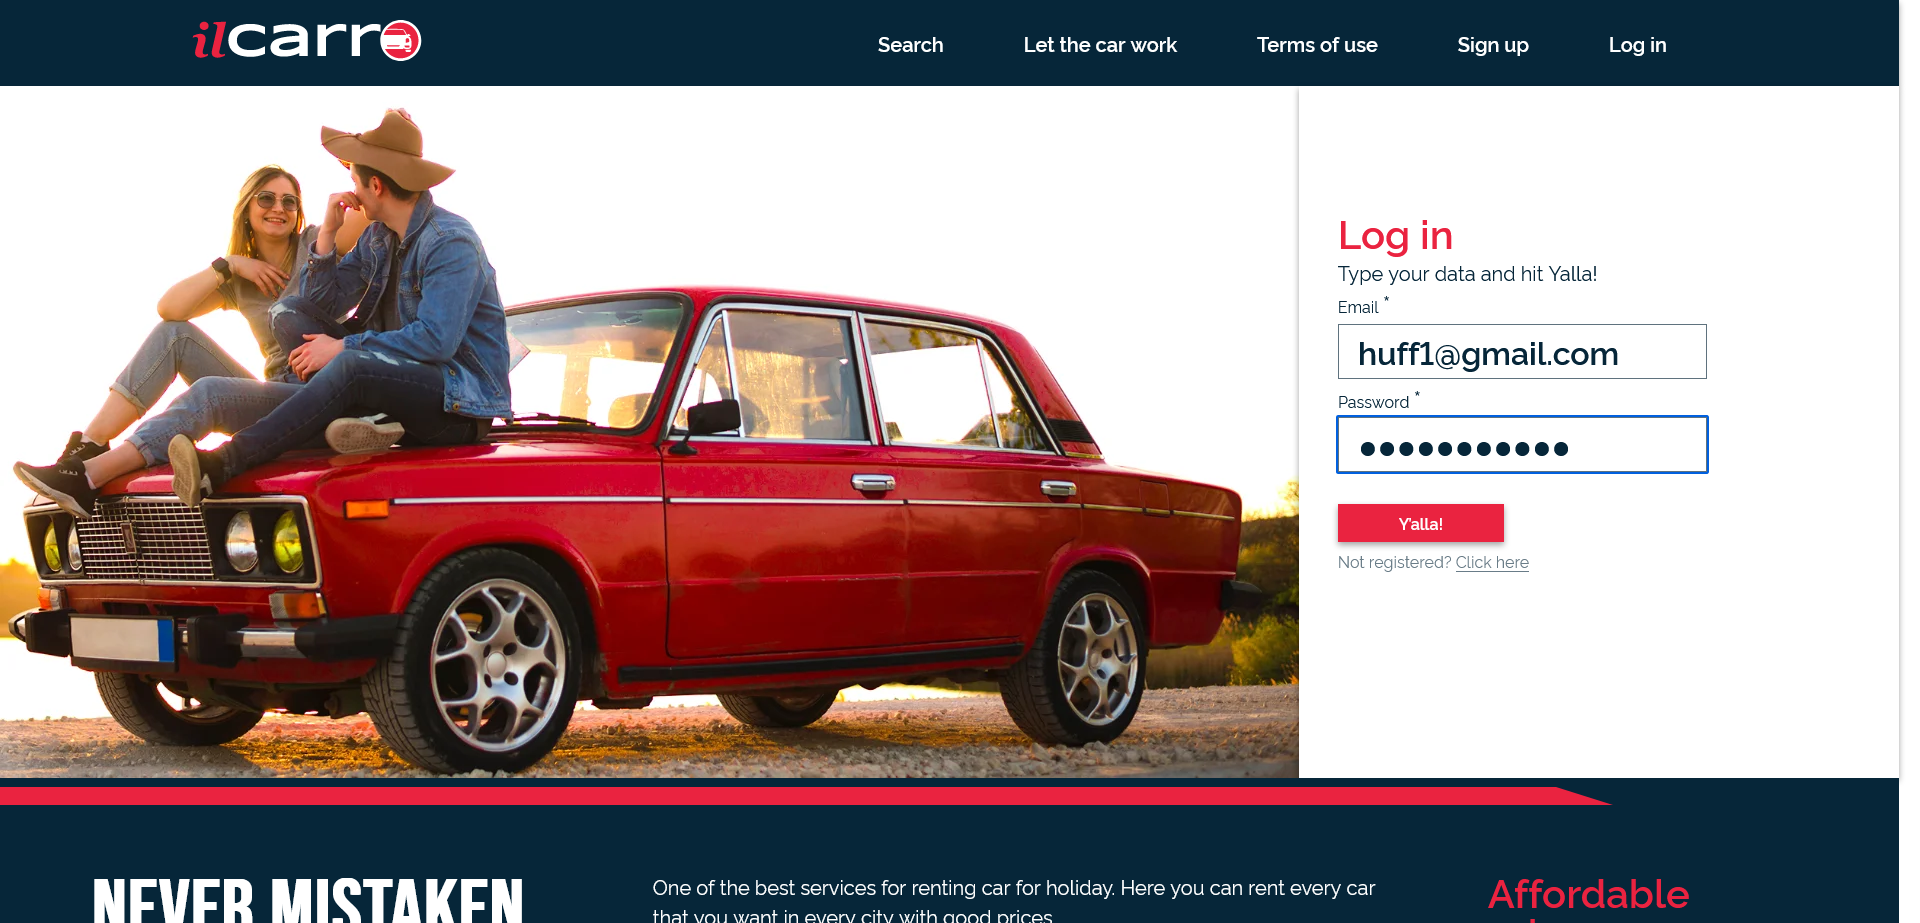 ilcarro
Search Let the car work Terms of use Sign up Log in
Log in
Type your data and hit Yalla!
Email *
huff1@gmail.com
Password *
●●●●●●●●●●●
Y'alla!
Not registered? Click here
NEVER MISTAKEN
One of the best services for renting car for holiday. Here you can rent every car
that you want in every city with good prices
Affordable